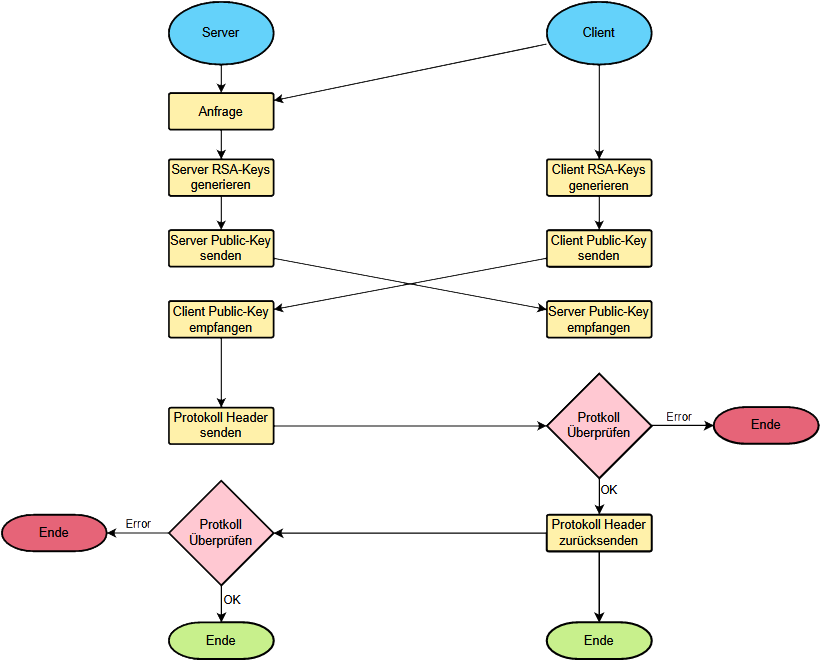 Server
Client
Anfrage
Server RSA-Keys
generieren
Client RSA-Keys
generieren
Server Public-Key
senden
Client Public-Key
senden
Client Public-Key
empfangen
Server Public-Key
empfangen
Protokoll Header
senden
Protkoll
Überprüfen
Error
Ende
OK
Protokoll Header
zurücksenden
Protkoll
Überprüfen
Error
Ende
OK
Ende
Ende